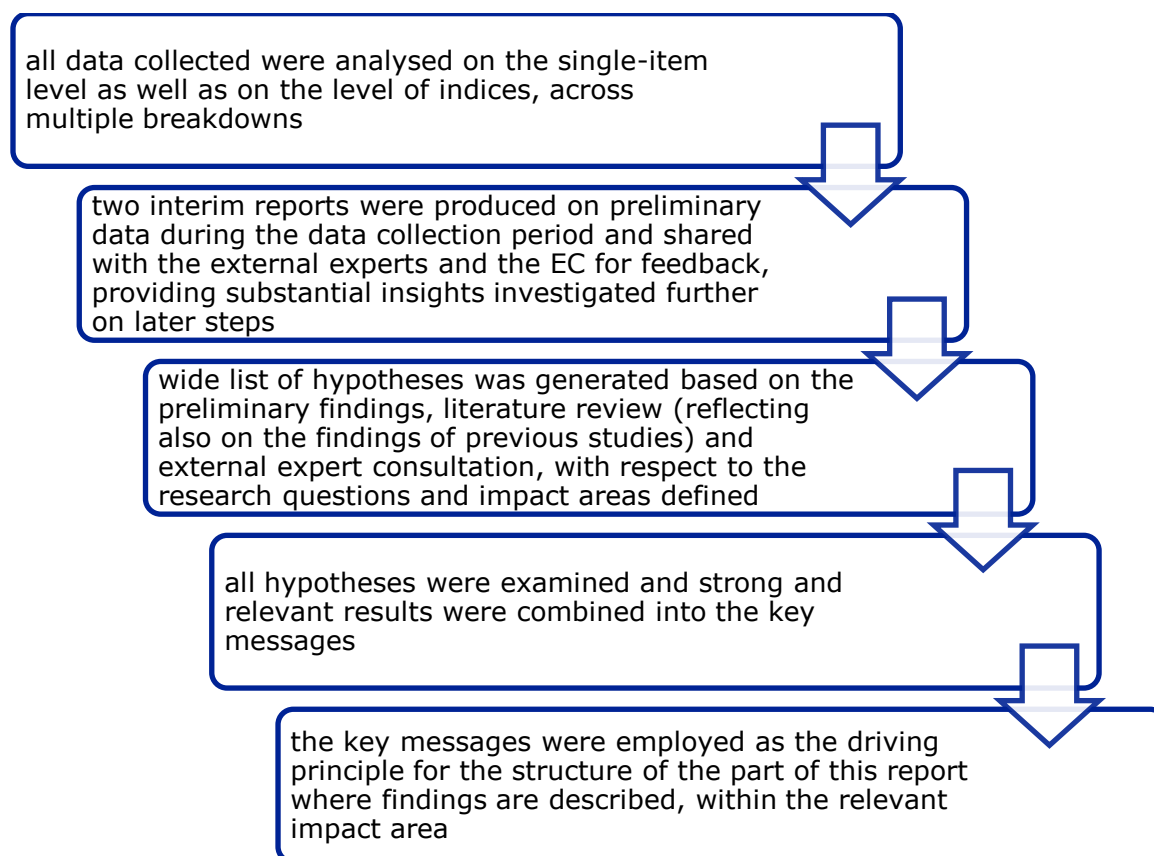 all data collected were analysed on the single-item
level as well as on the level of indices, across
multiple breakdowns
two interim reports were produced on preliminary
data during the data collection period and shared
with the external experts and the EC for feedback,
providing substantial insights investigated further
on later steps
wide list of hypotheses was generated based on the
preliminary findings, literature review (reflecting
also on the findings of previous studies) and
external expert consultation, with respect to the
research questions and impact areas defined
all hypotheses were examined and strong and
relevant results were combined into the key
messages
the key messages were employed as the driving
principle for the structure of the part of this report
where findings are described, within the relevant
impact area